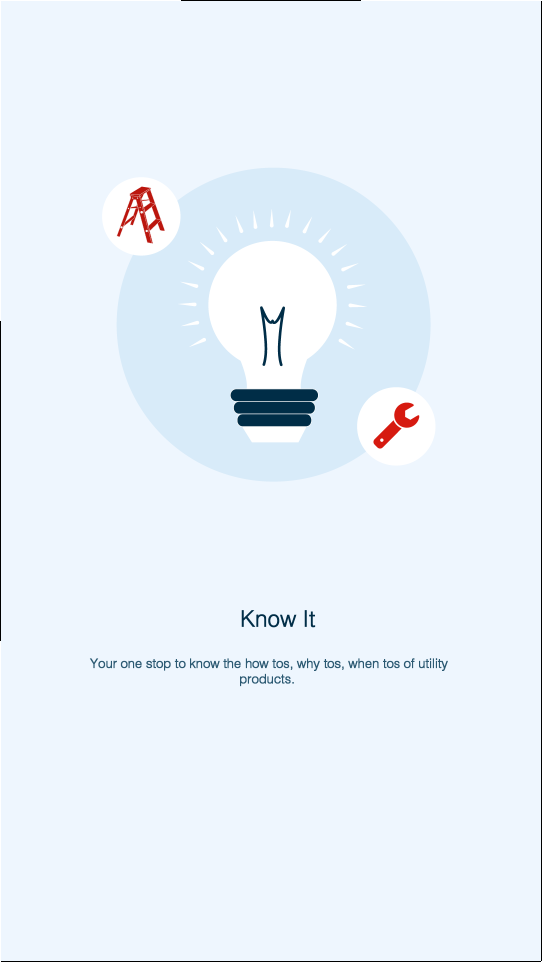 Know It
Your one stop to know the how tos, why tos, when tos of utility
products.